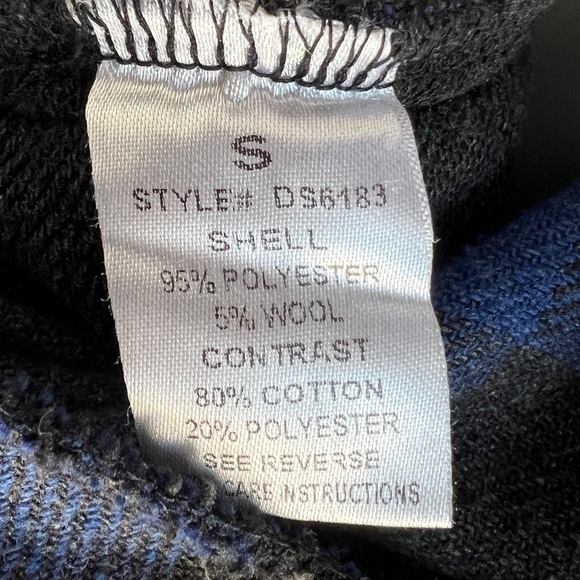 S
STYLE# DS6183
SHELL
95% POLYESTER
5% WOOL
CONTRAST
80% COTTON
20% POLYESTER
SEE REVERSE
CARE INSTRUCTIONS